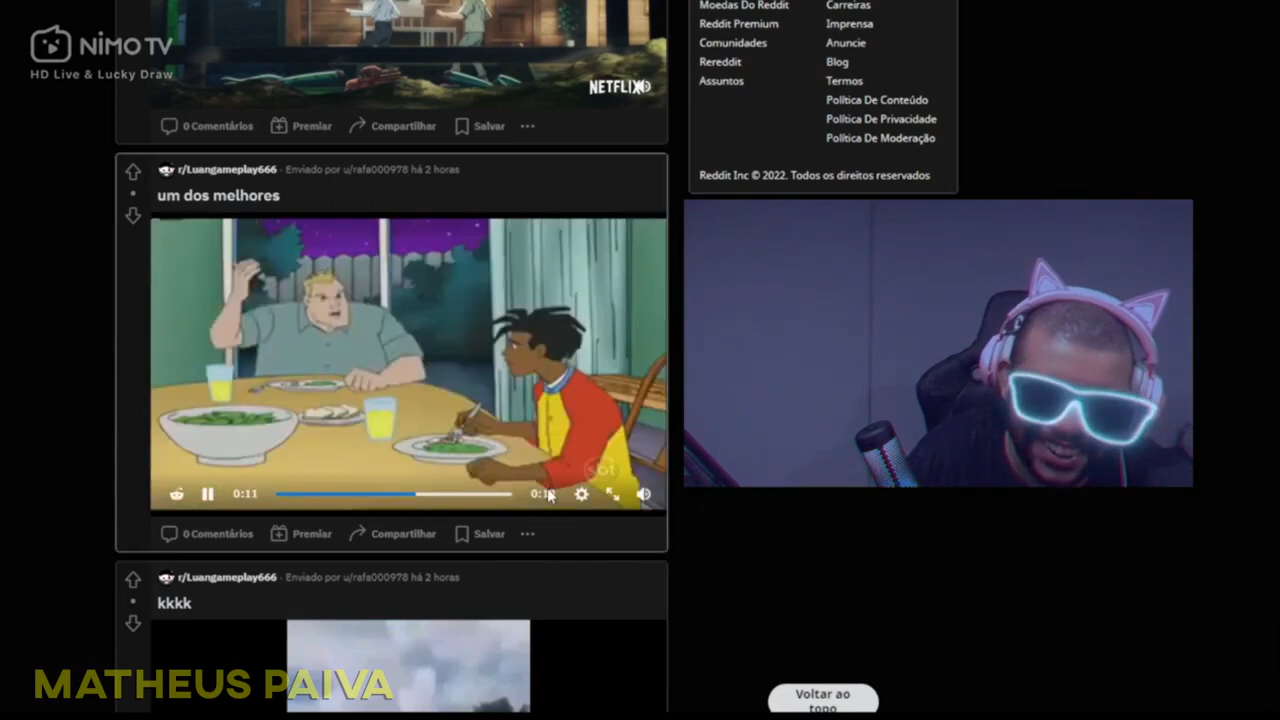 NIMO TV
HD Live & Lucky Draw
NETFLIX
0 Comentários
Premiar
Compartilhar
Salvar
r/Luangameplay666 · Enviado por u/rafa000978 há 2 horas
um dos melhores
sbt
0:11
0 Comentários
Premiar
Compartilhar
Salvar
r/Luangameplay666 · Enviado por u/rafa000978 há 2 horas
kkkk
MATHEUS PAIVA
Moedas Do Reddit
Carreiras
Reddit Premium
Imprensa
Comunidades
Anuncie
Rereddit
Blog
Assuntos
Termos
Política De Conteúdo
Política De Privacidade
Política De Moderação
Reddit Inc © 2022. Todos os direitos reservados
Voltar ao
topo